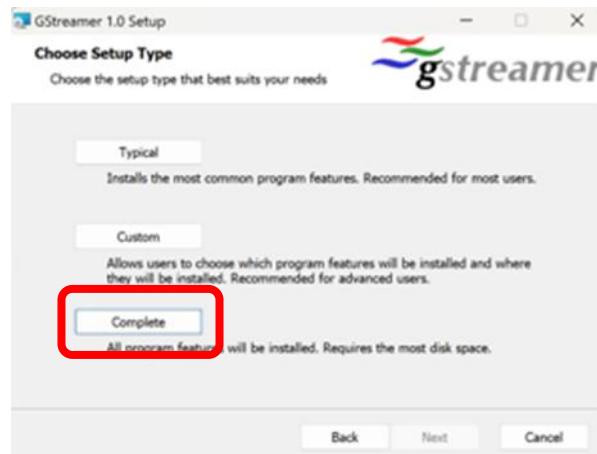 GStreamer 1.0 Setup
Choose Setup Type
Choose the setup type that best suits your needs
gstreamer
Typical
Installs the most common program features. Recommended for most users.
Custom
Allows users to choose which program features will be installed and where
they will be installed. Recommended for advanced users.
Complete
All program features will be installed. Requires the most disk space.
Back
Next
Cancel